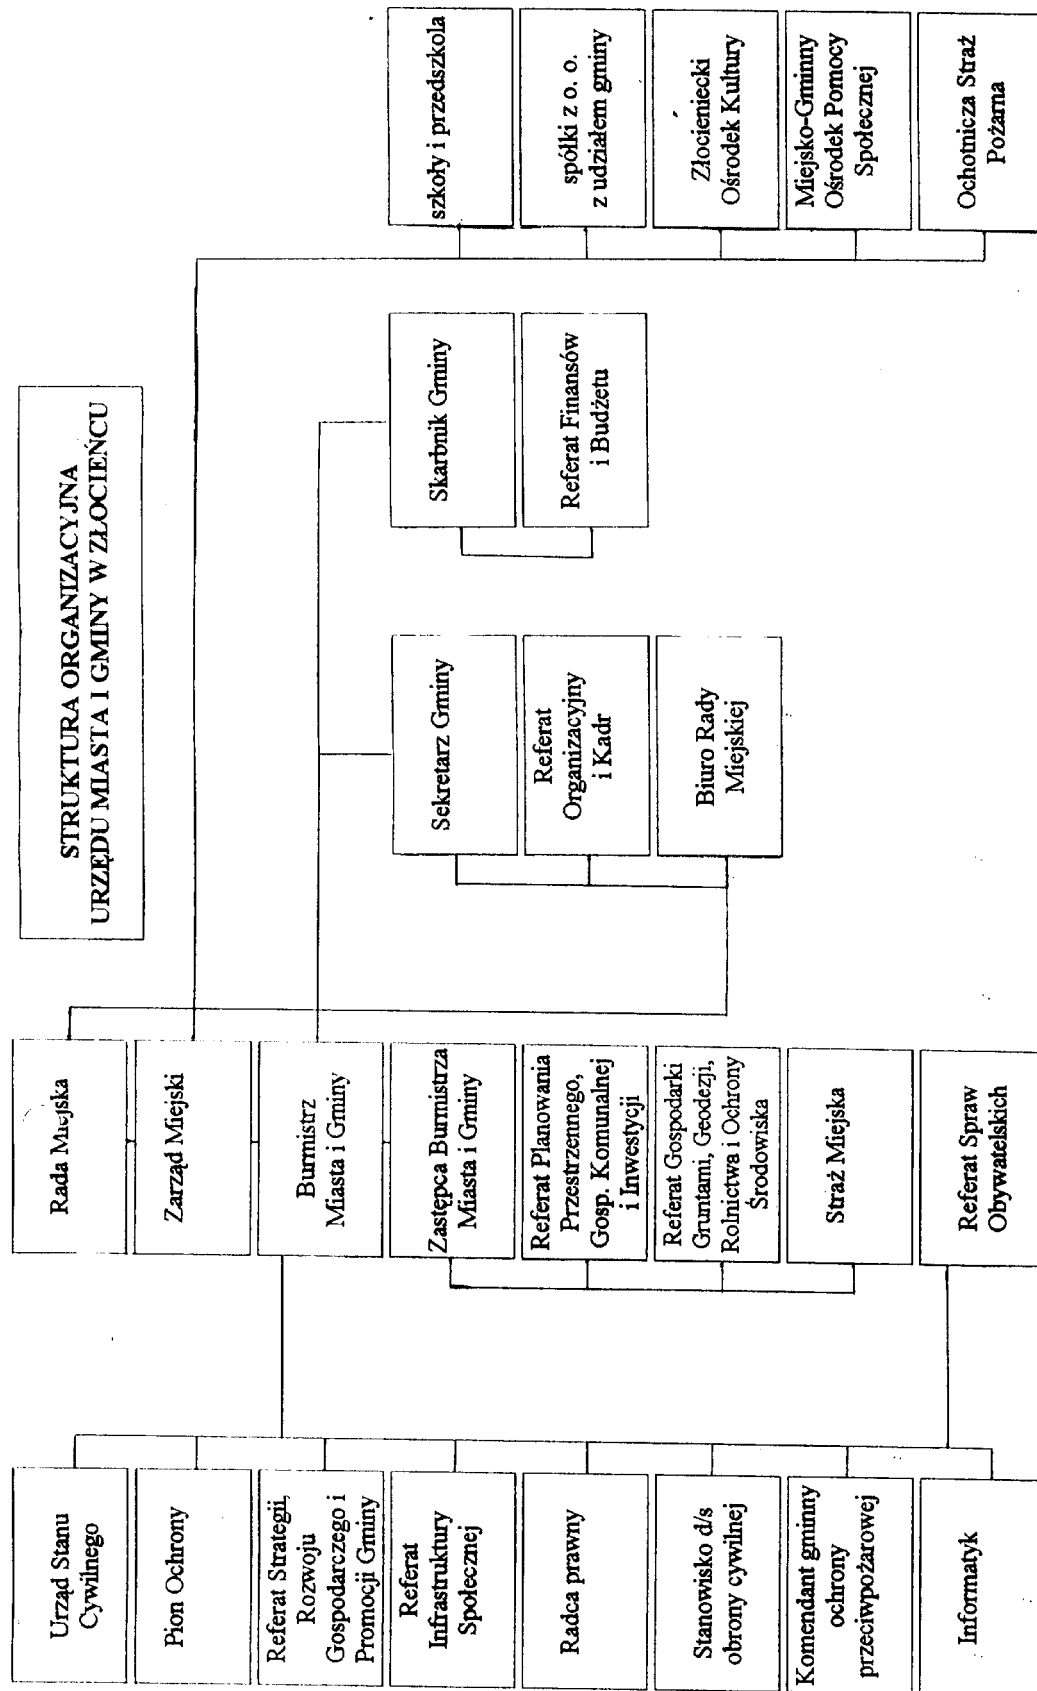 STRUKTURA ORGANIZACYJNA
URZĘDU MIASTA I GMINY W ZŁOCIEŃCU
Rada Miejska
Zarząd Miejski
Burmistrz
Miasta i Gminy
Zastępca Burmistrza
Miasta i Gminy
Referat Planowania
Przestrzennego,
Gosp. Komunalnej
i Inwestycji
Referat Gospodarki
Gruntami, Geodezji,
Rolnictwa i Ochrony
Środowiska
Straż Miejska
Referat Spraw
Obywatelskich
Urząd Stanu
Cywilnego
Pion Ochrony
Referat Strategii,
Rozwoju
Gospodarczego i
Promocji Gminy
Referat
Infrastruktury
Społecznej
Radca prawny
Stanowisko d/s
obrony cywilnej
Komendant gminny
ochrony
przeciwpożarowej
Informatyk
Sekretarz Gminy
Referat
Organizacyjny
i Kadr
Biuro Rady
Miejskiej
Skarbnik Gminy
Referat Finansów
i Budżetu
szkoły i przedszkola
spółki z o. o.
z udziałem gminy
Złocieniecki
Ośrodek Kultury
Miejsko-Gminny
Ośrodek Pomocy
Społecznej
Ochotnicza Straż
Pożarna